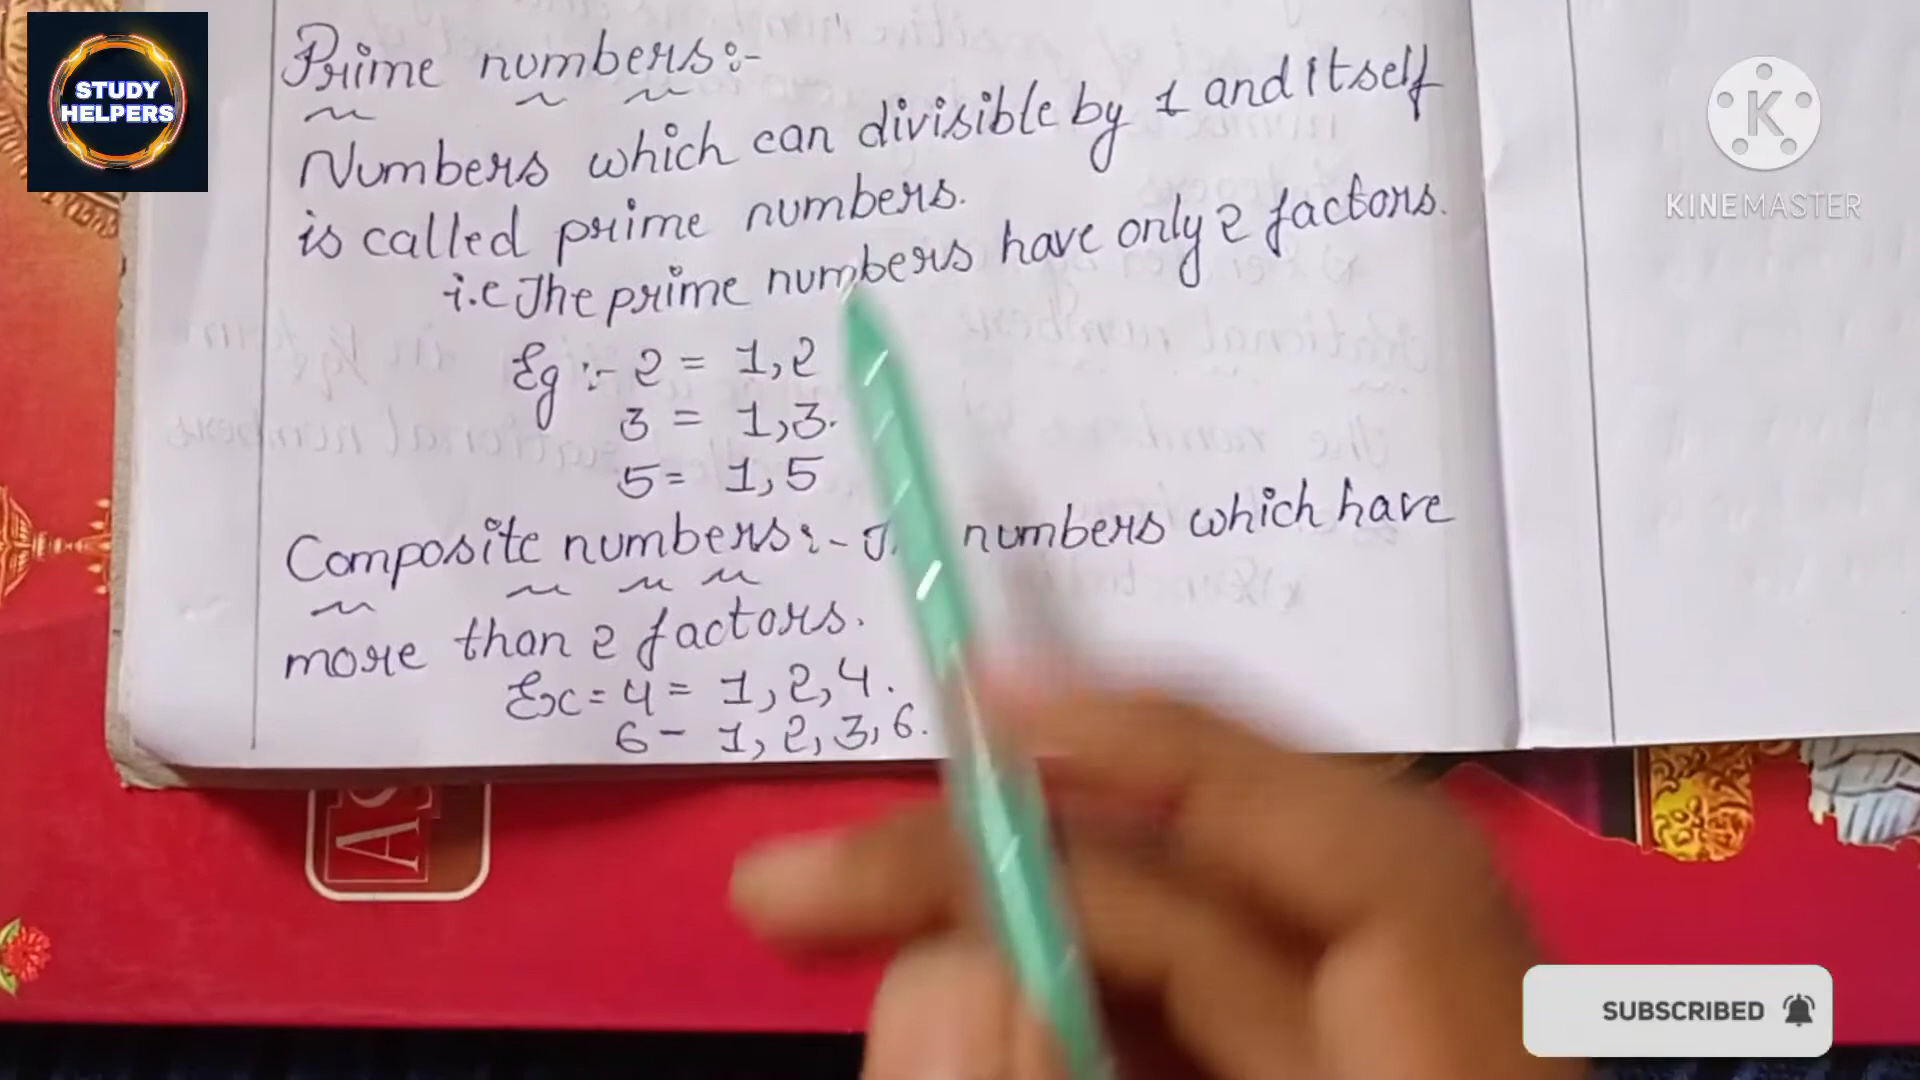 STUDY
HELPERS
Prime numbers:-
Numbers which can divisible by 1 and itself
is called prime numbers.
i.e The prime numbers have only 2 factors.
Eg :- 2 = 1,2
3 = 1,3.
5 = 1,5
Composite numbers:- numbers which have
more than 2 factors.
Ex = 4 = 1,2,4.
6 - 1, 2, 3, 6.
K
KINEMASTER
AS
SUBSCRIBED